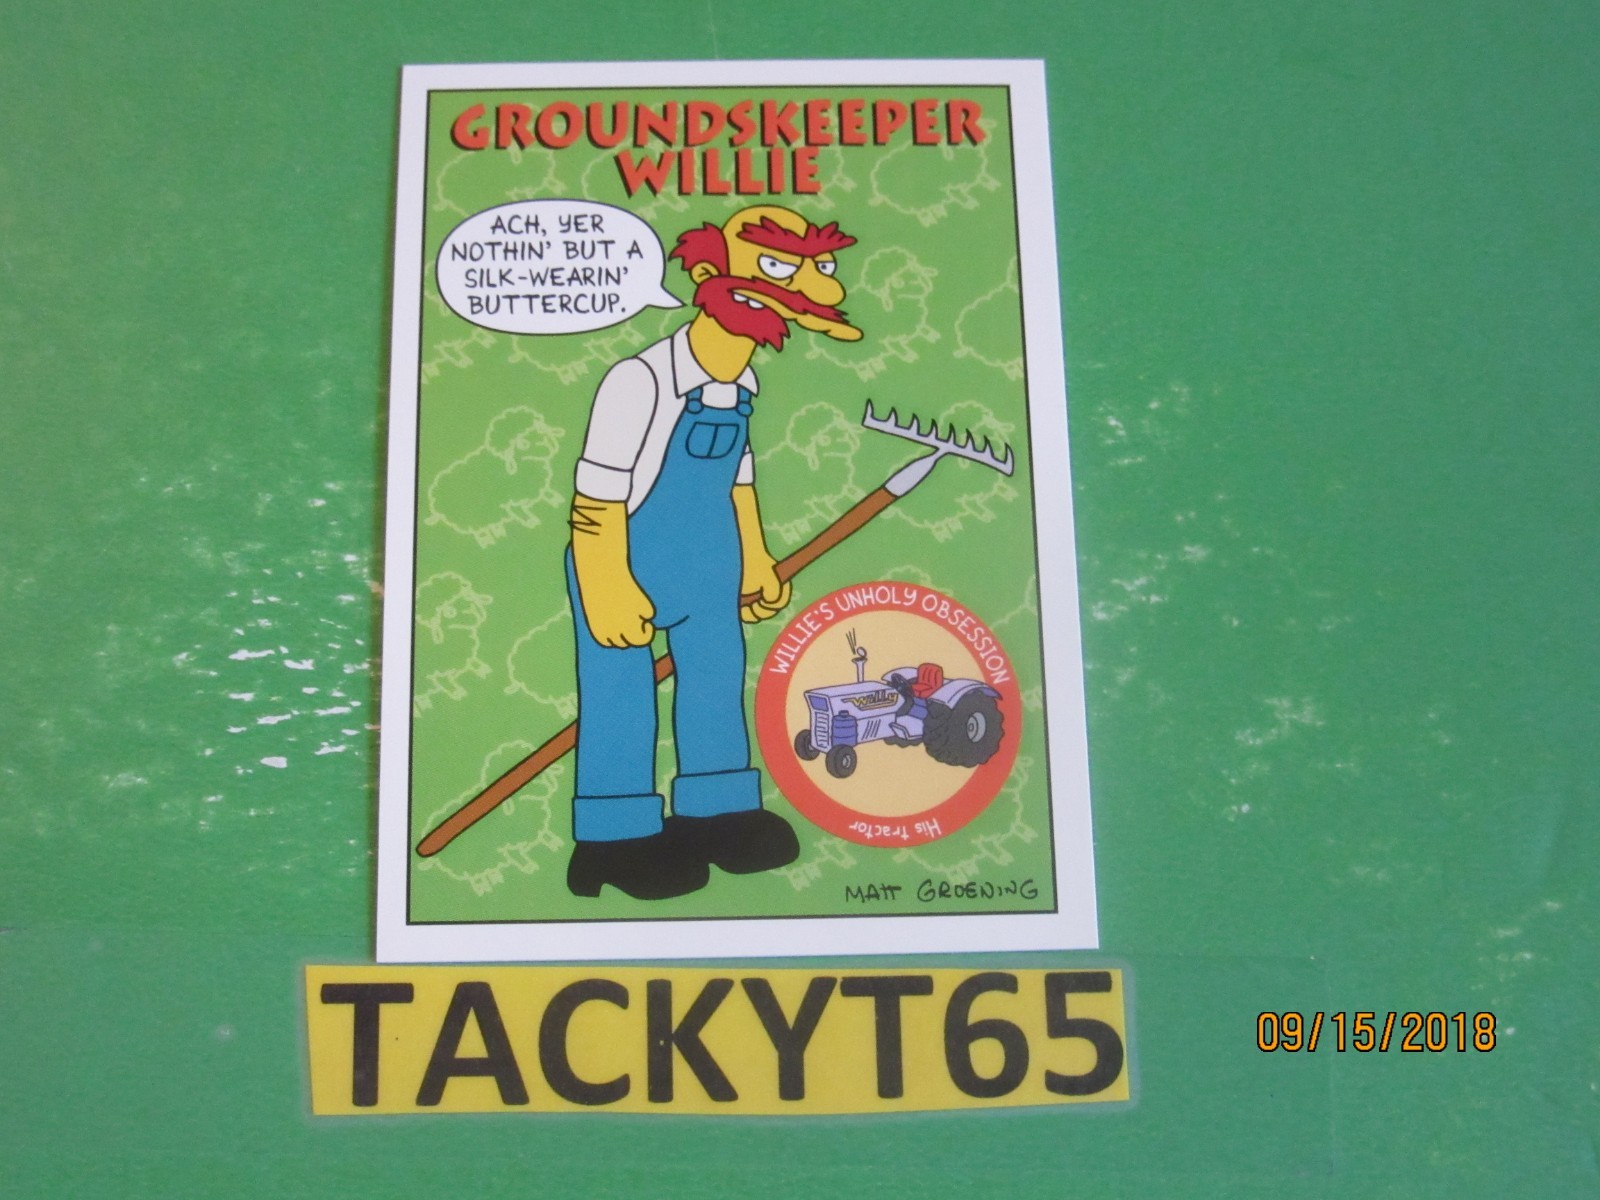 GROUNDSKEEPER
WILLIE
ACH, YER
NOTHIN' BUT A
SILK-WEARIN'
BUTTERCUP.
WILLIE'S UNHOLY OBSESSION
Willy
His tractor
MATT GROENING
TACKYT65
09/15/2018